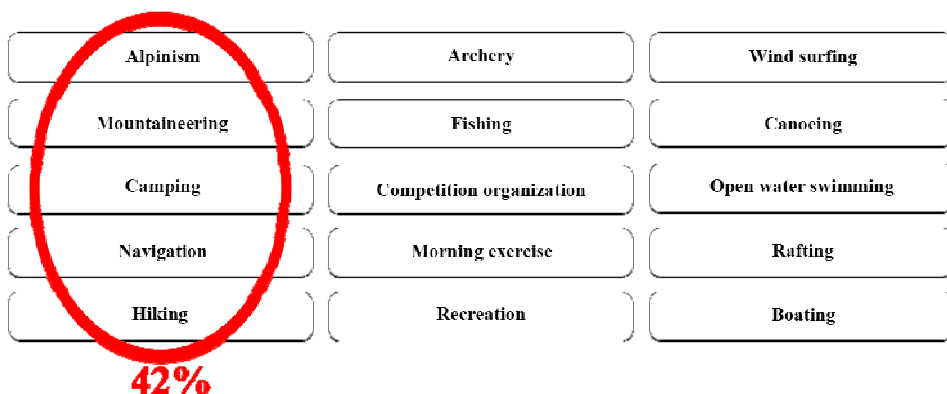 Alpinism
Archery
Wind surfing
Mountaineering
Fishing
Canoeing
Camping
Competition organization
Open water swimming
Navigation
Morning exercise
Rafting
Hiking
Recreation
Boating
42%